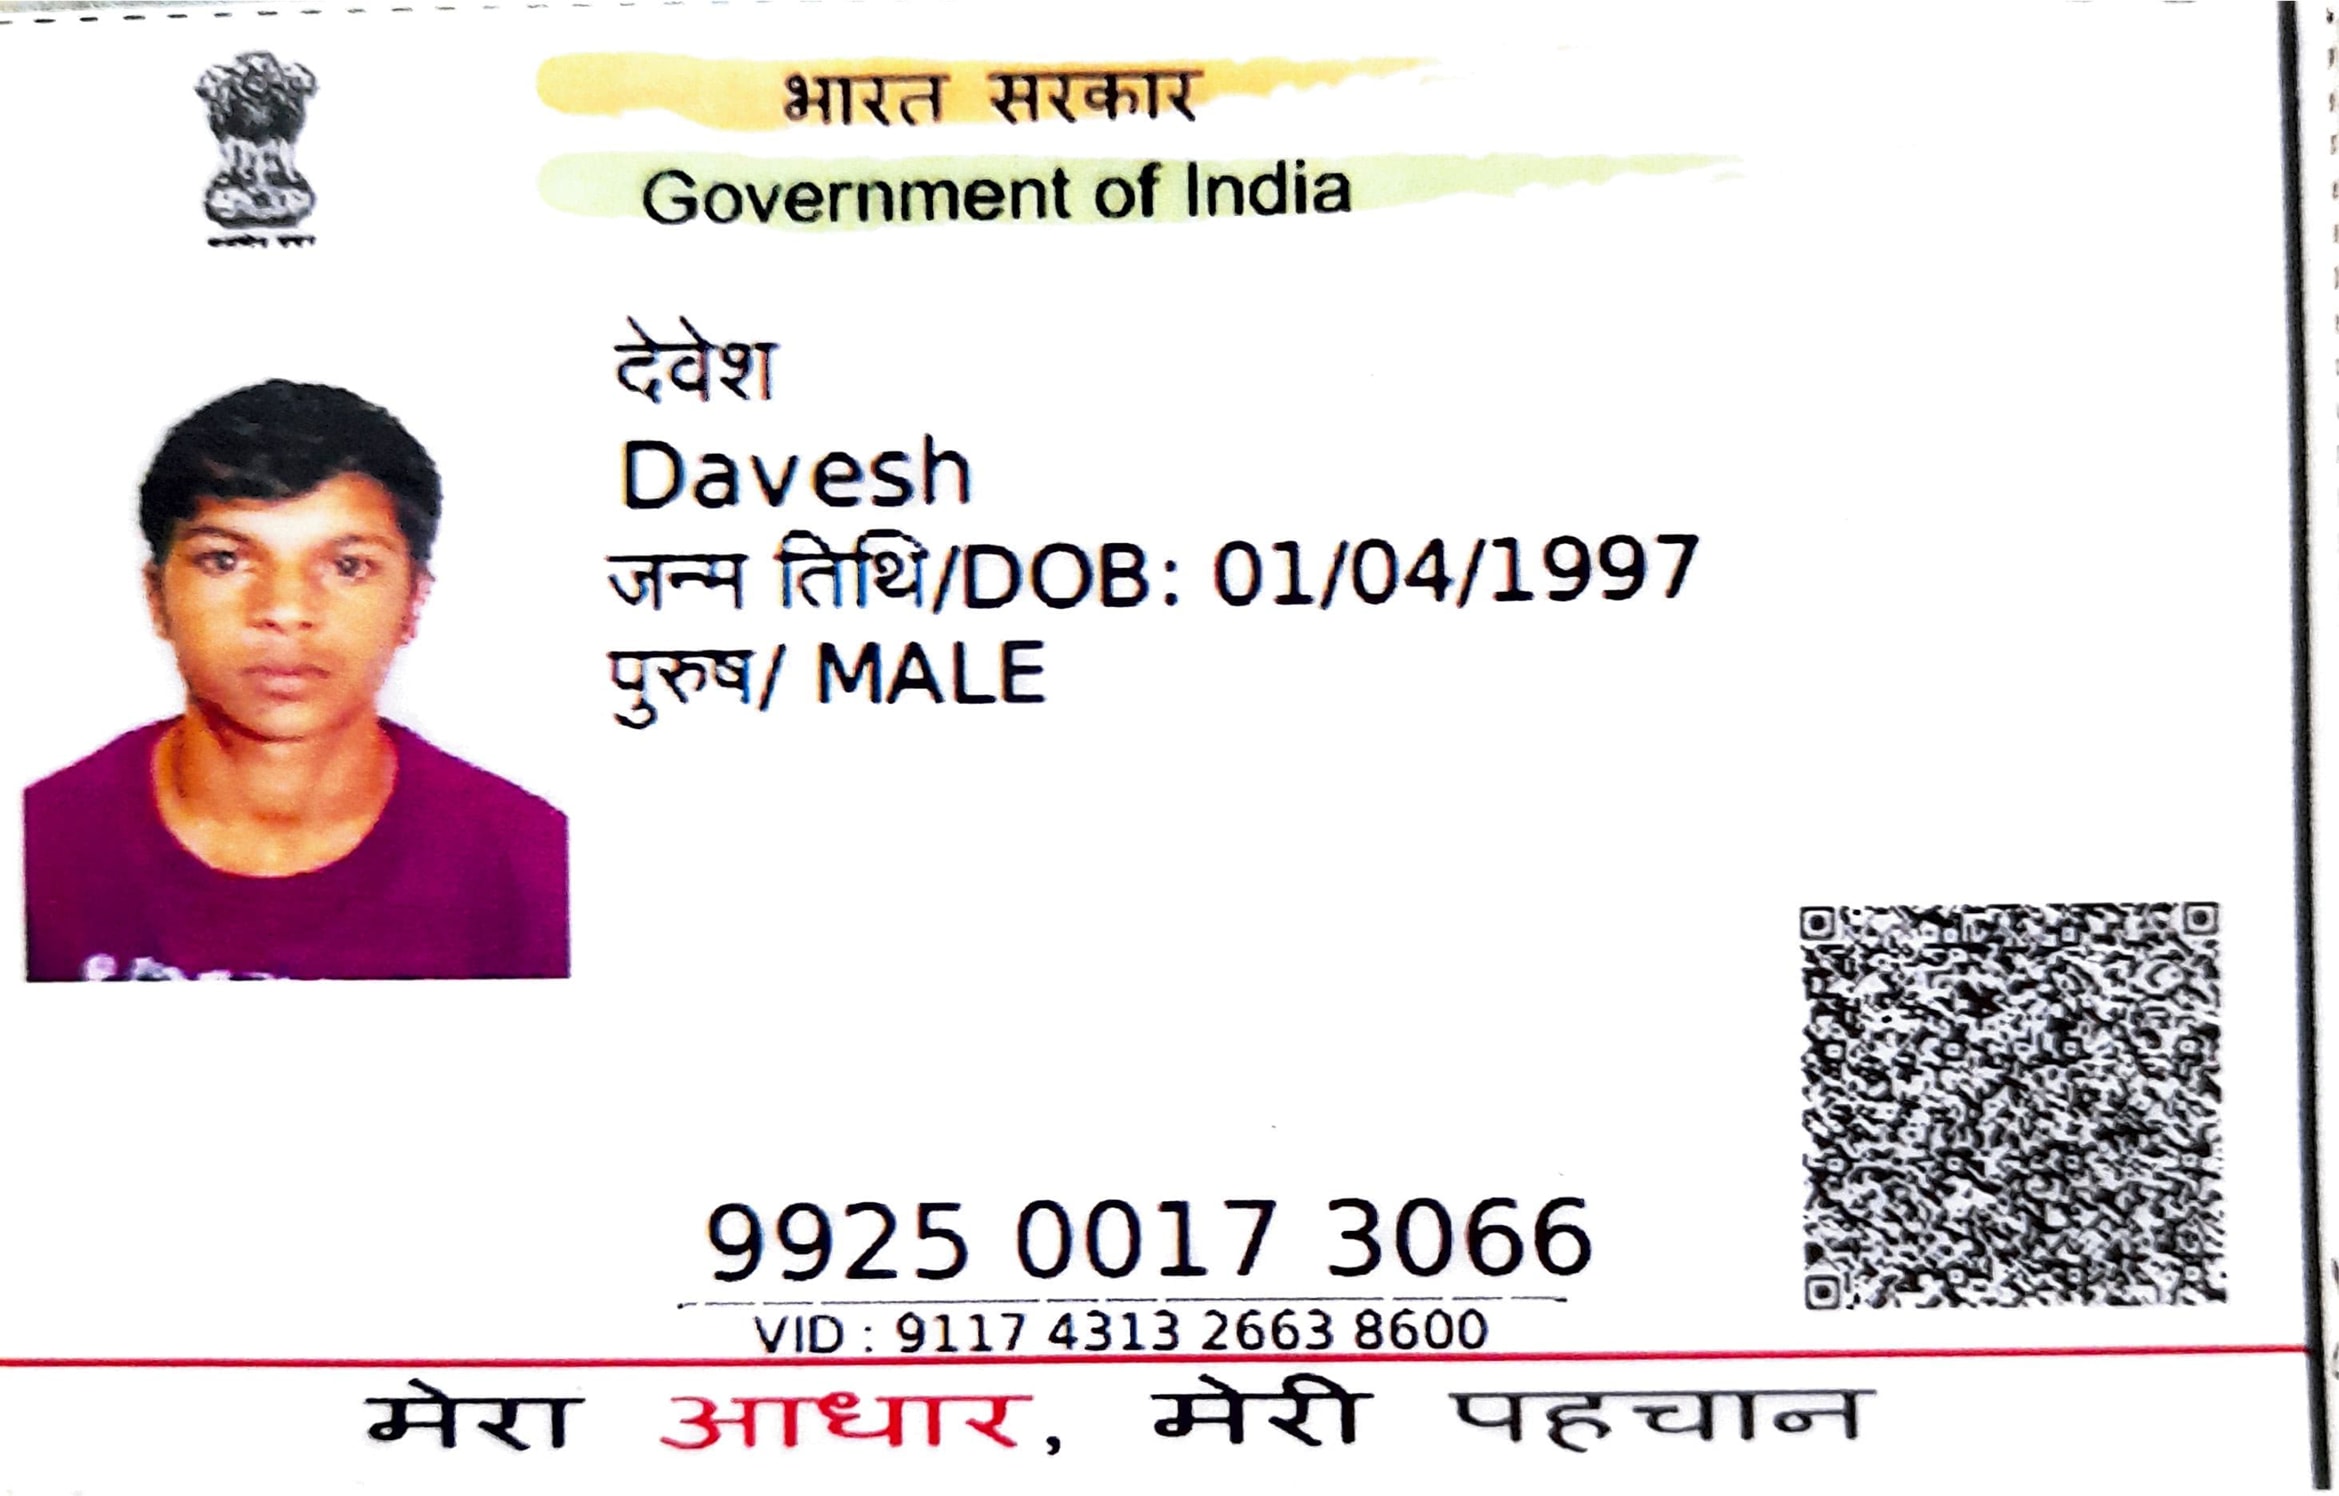 भारत सरकार
Government of India
देवेश
Davesh
जन्म तिथि/DOB: 01/04/1997
पुरुष/ MALE
9925 0017 3066
VID : 9117 4313 2663 8600
मेरा आधार, मेरी पहचान